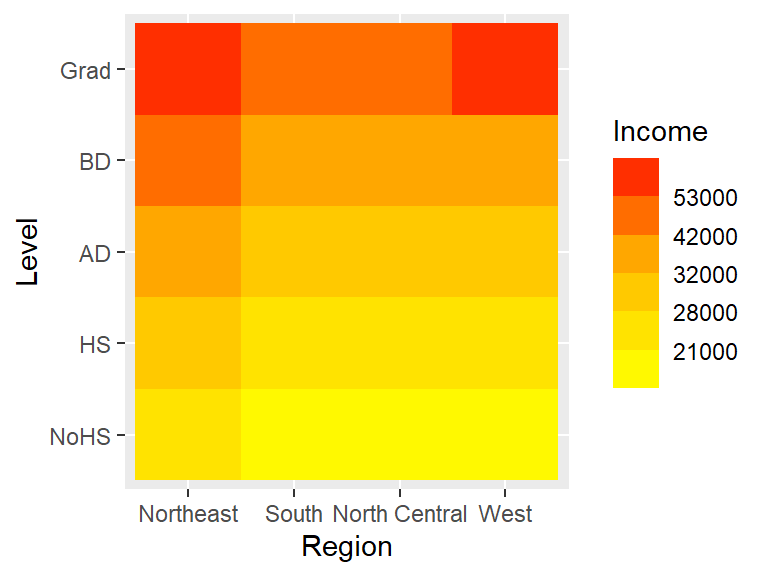 Grad
BD
AD
HS
NoHS
Level
Northeast South North Central West
Region
Income
53000
42000
32000
28000
21000